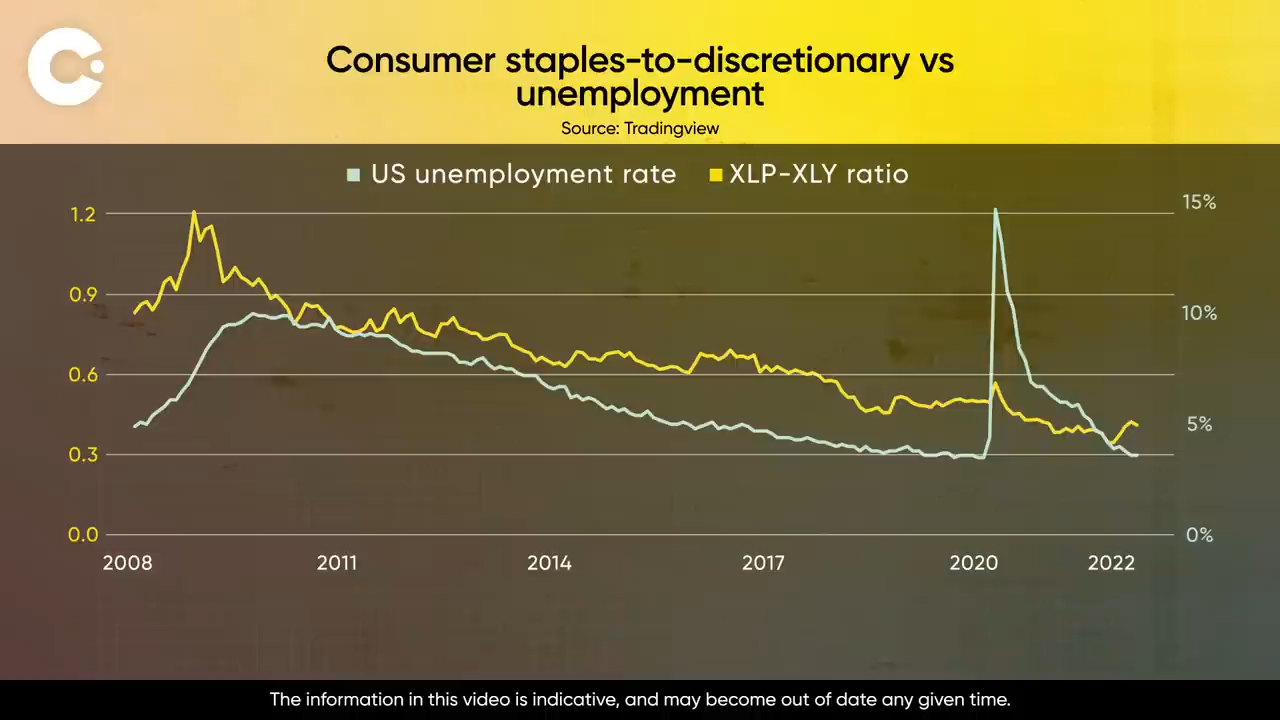 Consumer staples-to-discretionary vs
unemployment
Source: Tradingview
US unemployment rate
XLP-XLY ratio
1.2
0.9
0.6
0.3
0.0
15%
10%
5%
0%
2008
2011
2014
2017
2020
2022
The information in this video is indicative, and may become out of date any given time.